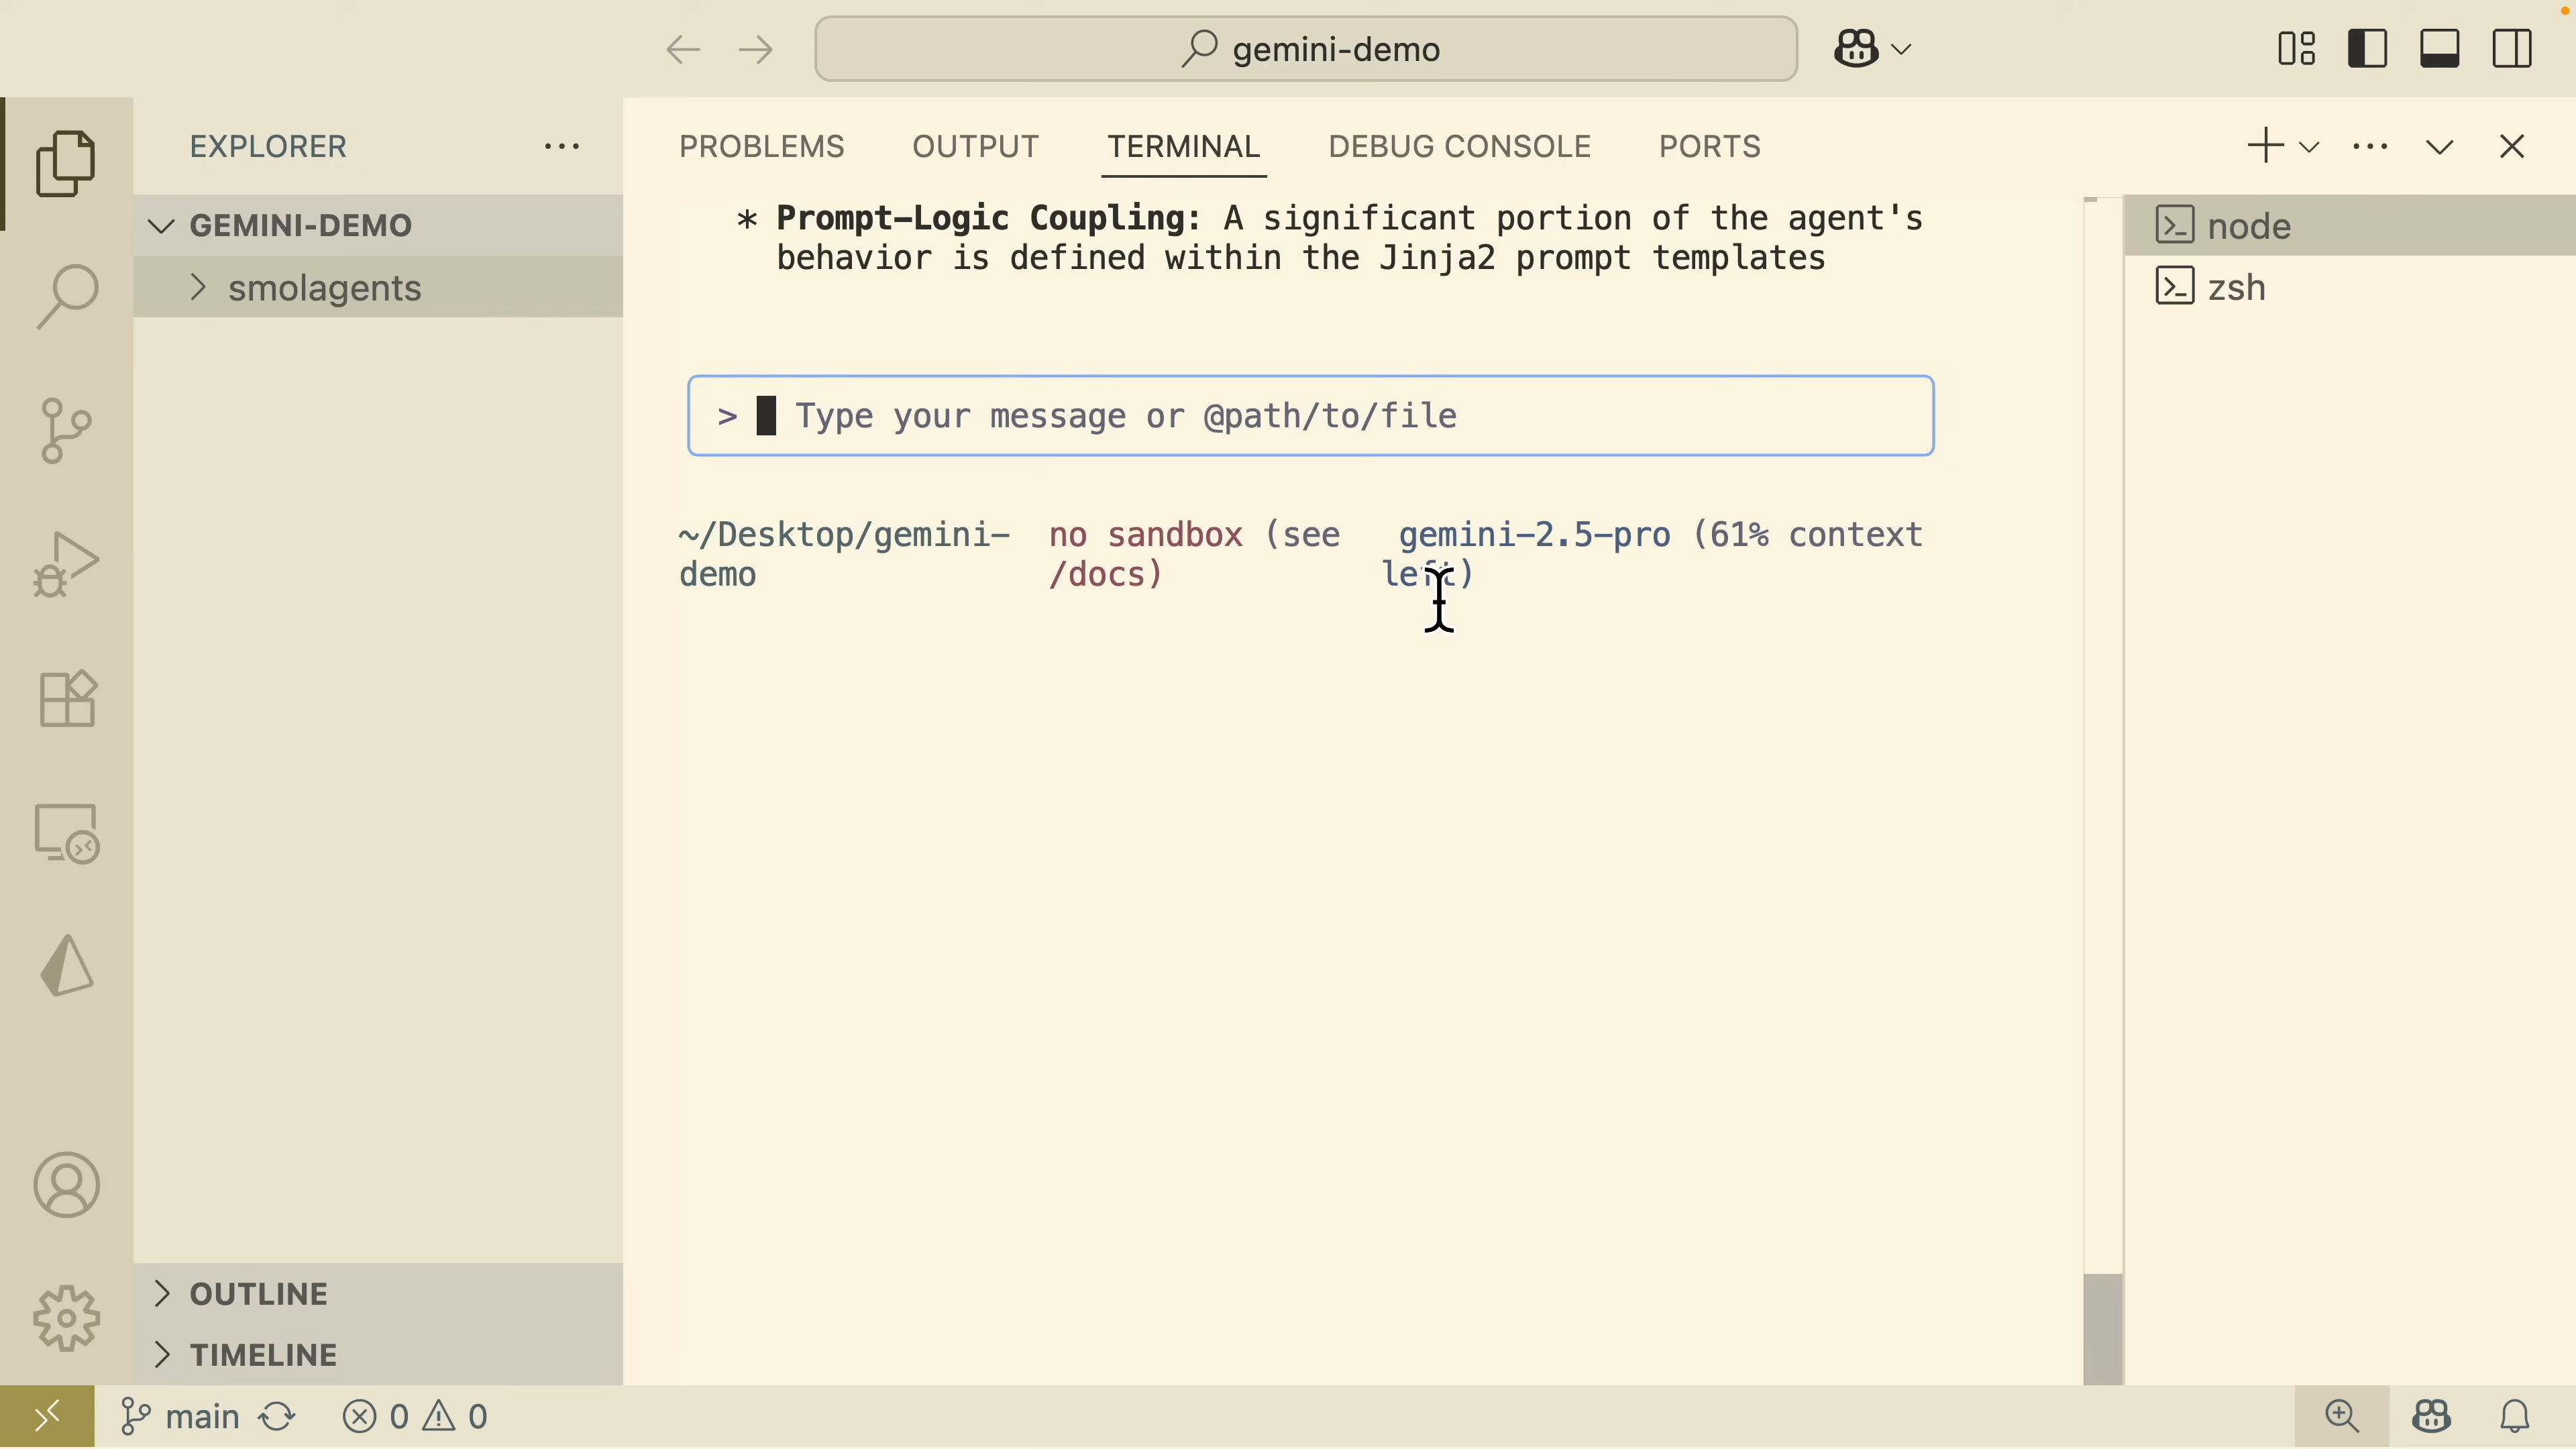 gemini-demo
EXPLORER
PROBLEMS OUTPUT TERMINAL DEBUG CONSOLE PORTS
GEMINI-DEMO
smolagents
* Prompt-Logic Coupling: A significant portion of the agent's
behavior is defined within the Jinja2 prompt templates
> Type your message or @path/to/file
~/Desktop/gemini- no sandbox (see gemini-2.5-pro (61% context
demo /docs) left)
node
zsh
OUTLINE
TIMELINE
main 0 0